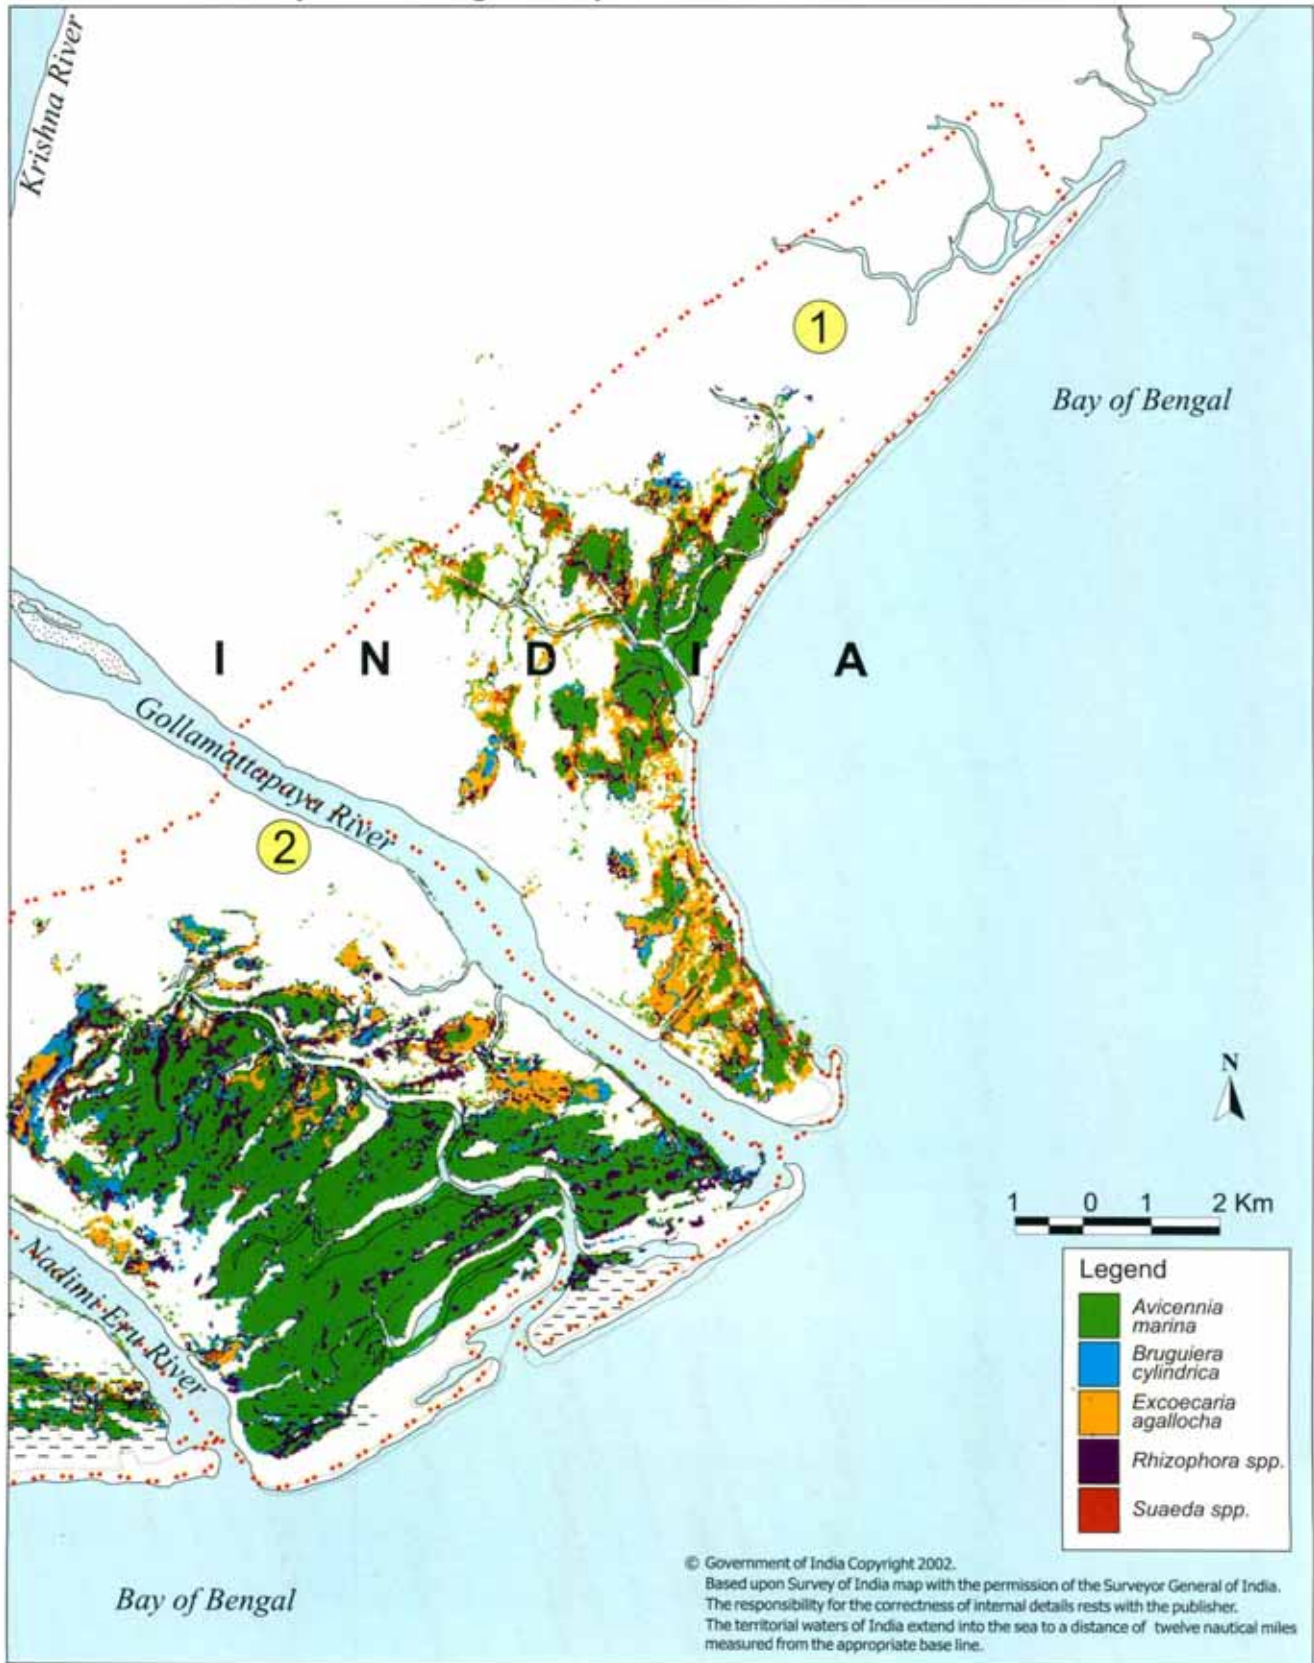 Krishna River
1
Bay of Bengal
I N D I A
Gollamattapaya River
2
N
1 0 1 2 Km
Nadimi Eru River
Legend
Avicennia
marina
Bruguiera
cylindrica
Excoecaria
agallocha
Rhizophora spp.
Suaeda spp.
Bay of Bengal
© Government of India Copyright 2002.
Based upon Survey of India map with the permission of the Surveyor General of India.
The responsibility for the correctness of internal details rests with the publisher.
The territorial waters of India extend into the sea to a distance of twelve nautical miles
measured from the appropriate base line.